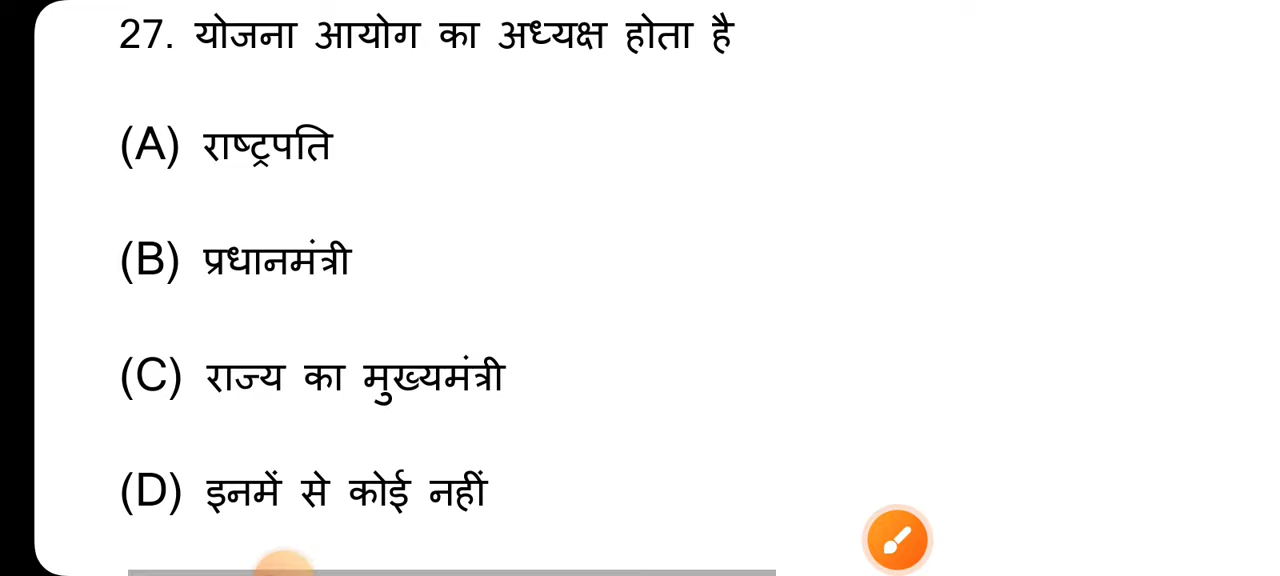 27. योजना आयोग का अध्यक्ष होता है
(A) राष्ट्रपति
(B) प्रधानमंत्री
(C) राज्य का मुख्यमंत्री
(D) इनमें से कोई नहीं